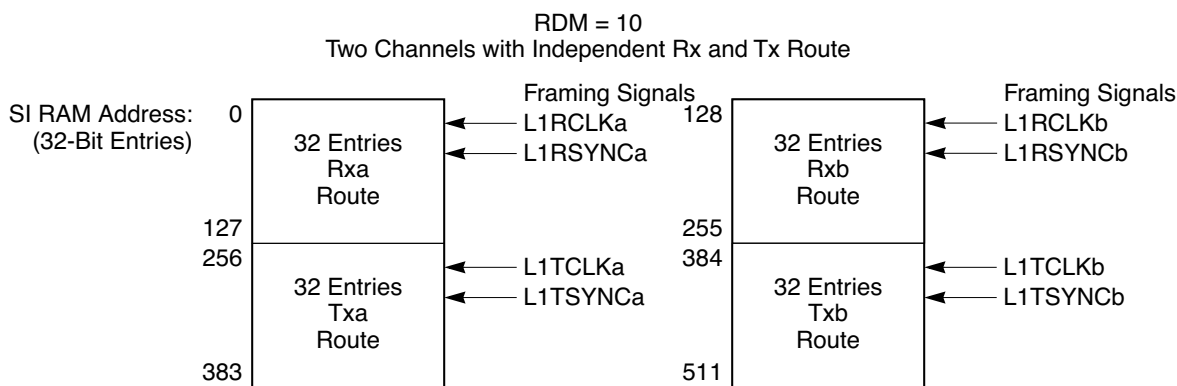 RDM = 10
Two Channels with Independent Rx and Tx Route
SI RAM Address:
(32-Bit Entries)
0
32 Entries
Rxa
Route
127
Framing Signals
L1RCLKa
L1RSYNCa
256
32 Entries
Txa
Route
383
L1TCLKa
L1TSYNCa
128
32 Entries
Rxb
Route
255
Framing Signals
L1RCLKb
L1RSYNCb
384
32 Entries
Txb
Route
511
L1TCLKb
L1TSYNCb